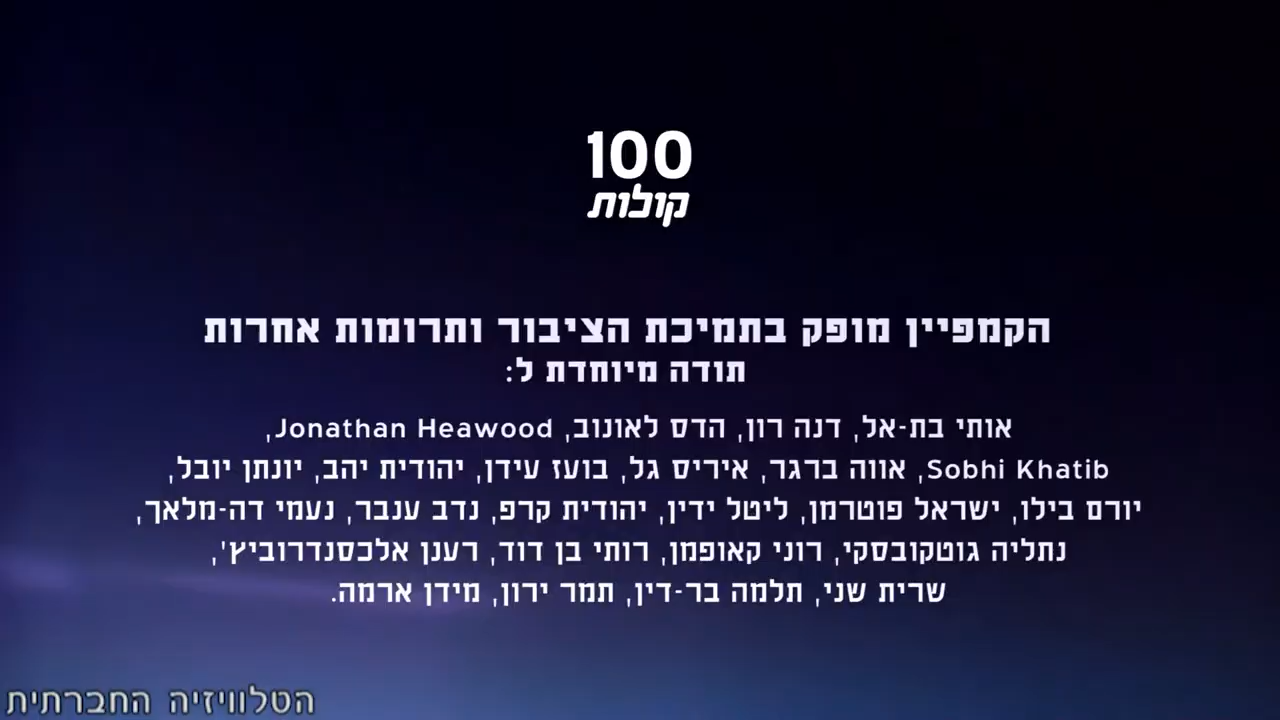 100
קולות
הקמפיין מופק בתמיכת הציבור ותרומות אחרות
תודה מיוחדת ל:
אותי בת-אל, דנה רון, הדס לאונוב, Jonathan Heawood,
Sobhi Khatib, אווה ברגר, איריס גל, בועז עידן, יהודית יהב, יונתן יובל,
יורם בילו, ישראל פוטרמן, ליטל ידין, יהודית קרפ, נדב ענבר, נעמי דה-מלאך,
נתליה גוטקובסקי, רוני קאופמן, רותי בן דוד, רענן אלכסנדרוביץ',
שרית שני, תלמה בר-דין, תמר ירון, מידן ארמה.
הטלוויזיה החברתית